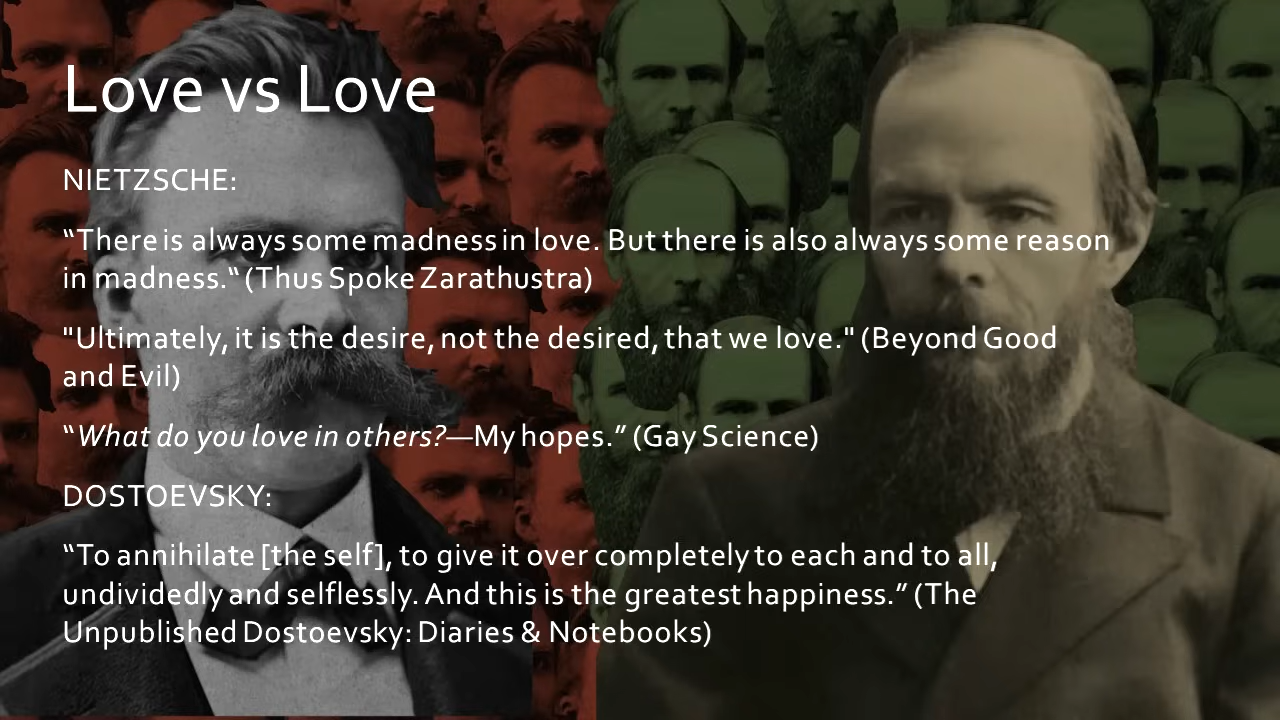 Love vs Love
NIETZSCHE:
“There is always some madness in love. But there is also always some reason
in madness.“ (Thus Spoke Zarathustra)
"Ultimately, it is the desire, not the desired, that we love." (Beyond Good
and Evil)
“What do you love in others?—My hopes.” (Gay Science)
DOSTOEVSKY:
“To annihilate [the self], to give it over completely to each and to all,
undividedly and selflessly. And this is the greatest happiness.” (The
Unpublished Dostoevsky: Diaries & Notebooks)